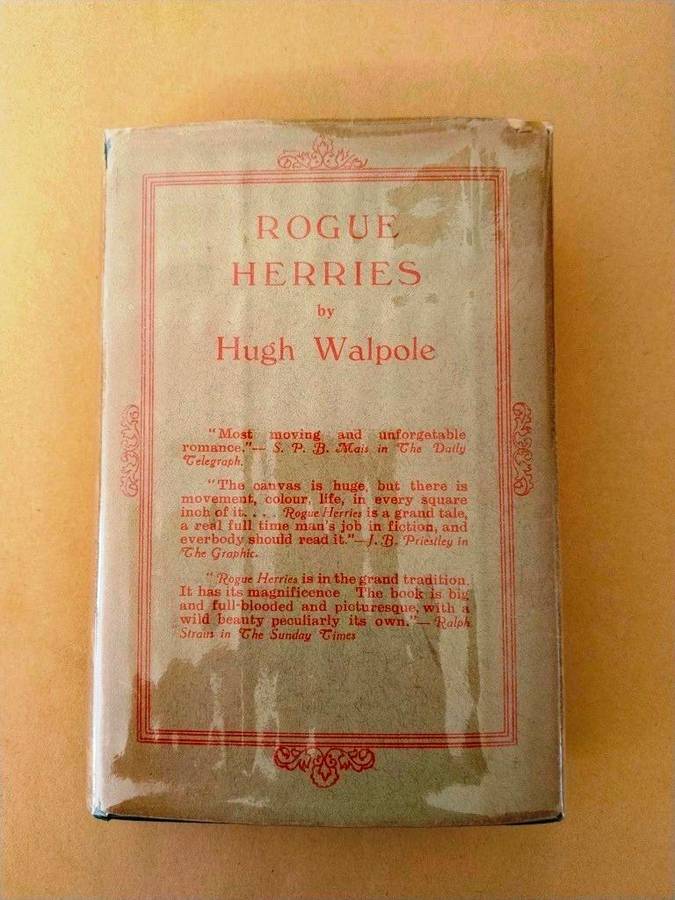 ROGUE
HERRIES
by
Hugh Walpole
"Most moving and unforgetable
romance."— S. P. B. Mais in The Daily
Telegraph.
"The canvas is huge, but there is
movement, colour, life, in every square
inch of it. . . . Rogue Herries is a grand tale,
a real full time man's job in fiction, and
everybody should read it."—J. B. Priestley in
The Graphic.
"Rogue Herries is in the grand tradition.
It has its magnificence The book is big
and full-blooded and picturesque, with a
wild beauty peculiarly its own."— Ralph
Straus in The Sunday Times